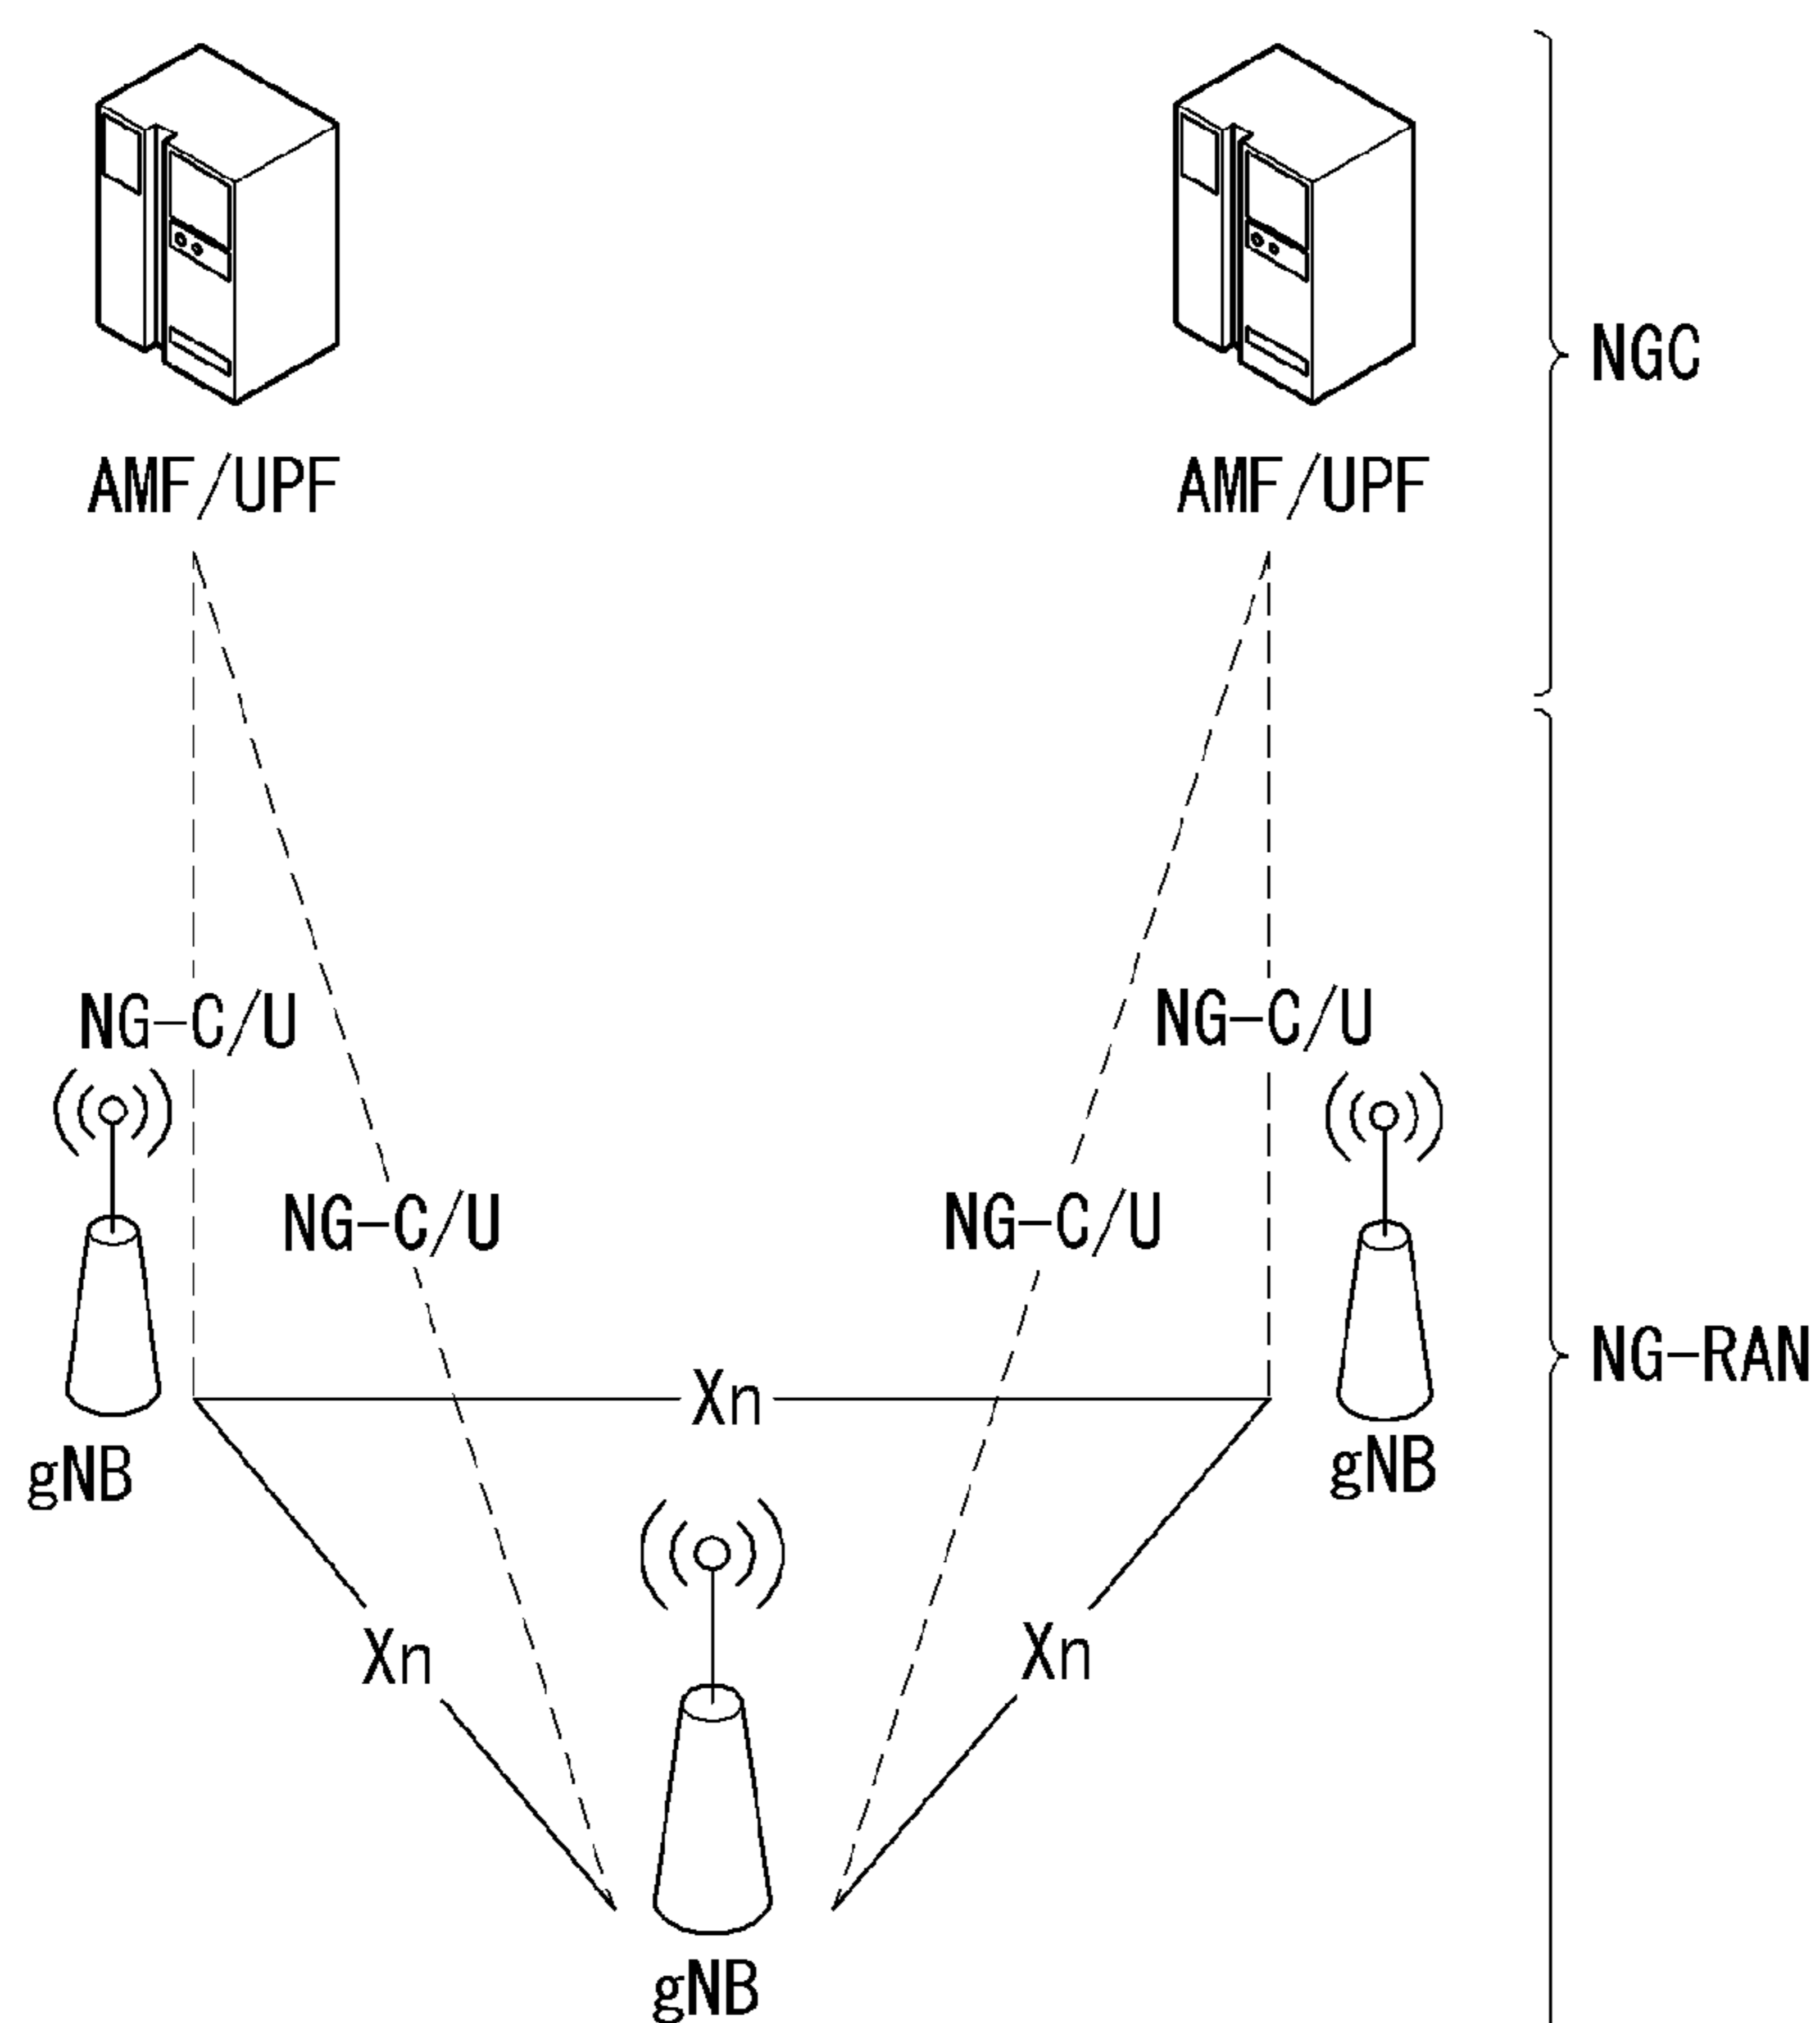 NGC
AMF/UPF
AMF/UPF
NG-C/U
NG-C/U
NG-C/U
NG-C/U
NG-RAN
Xn
gNB
gNB
Xn
Xn
gNB